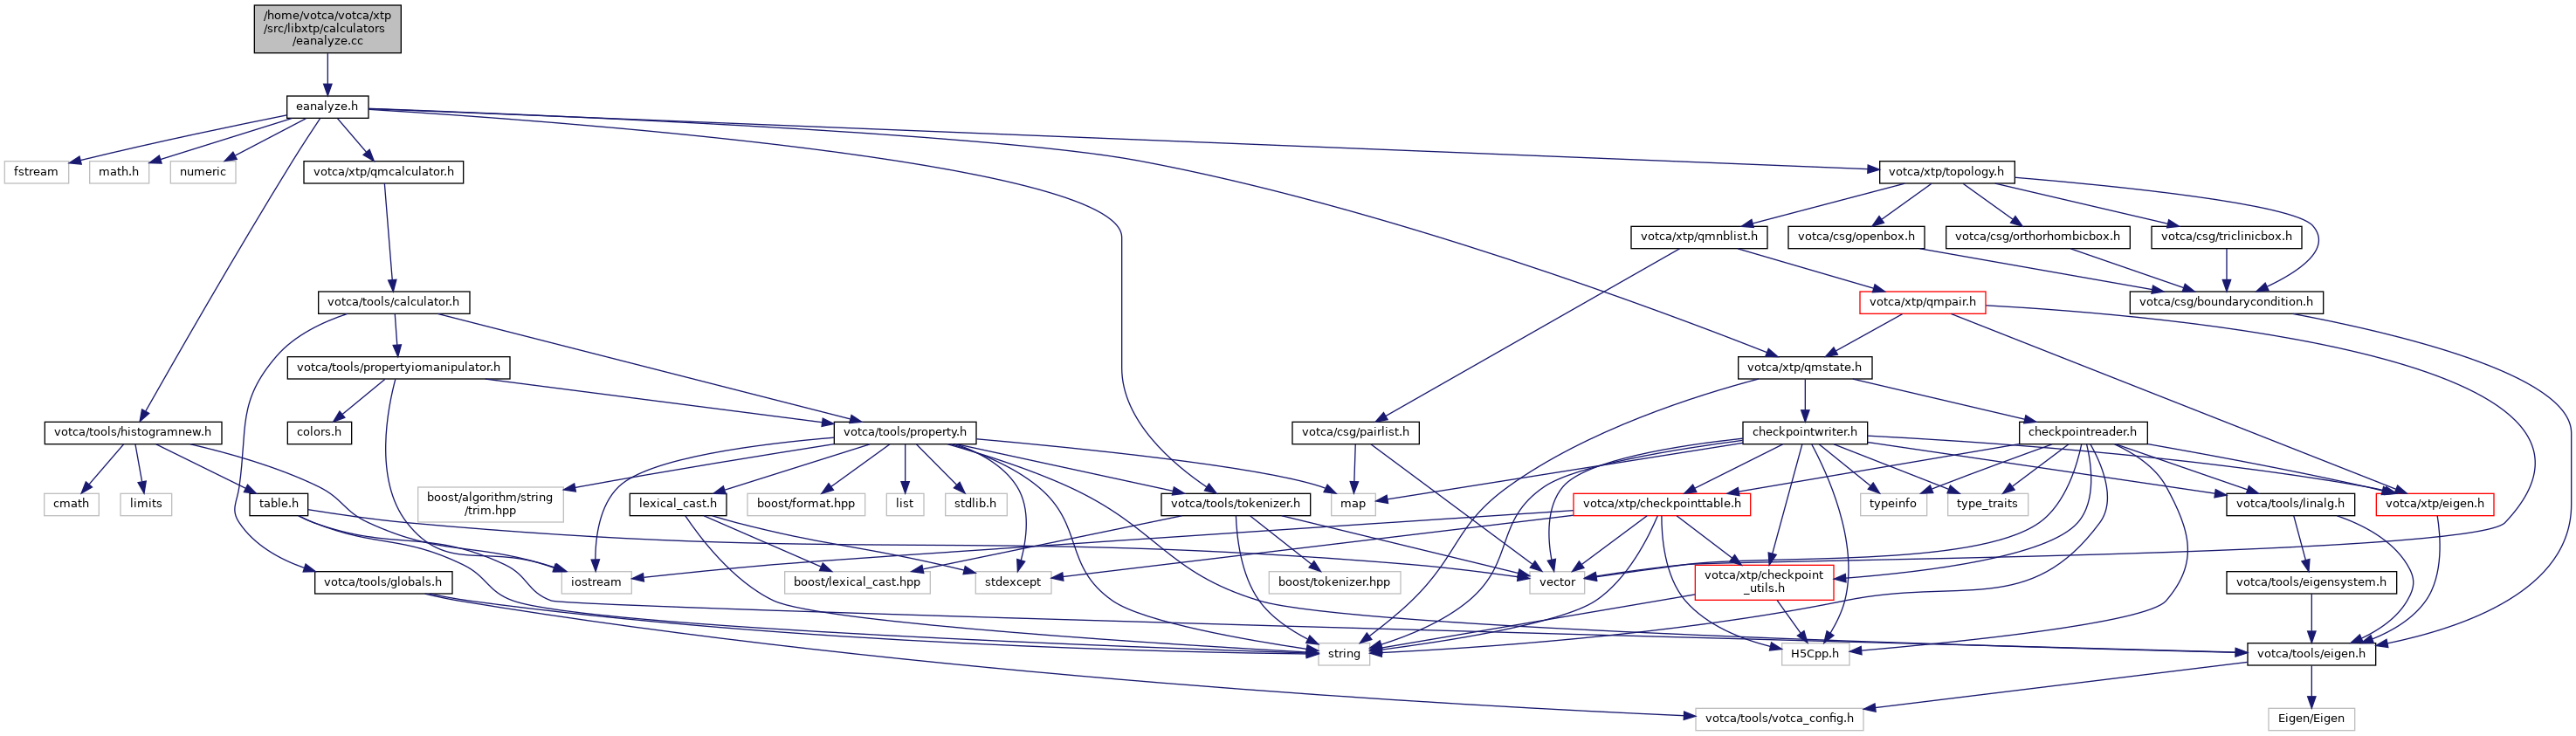 /home/votca/votca/xtp
/src/libxtp/calculators
/eanalyze.cc
eanalyze.h
fstream
math.h
numeric
votca/xtp/qmcalculator.h
votca/xtp/topology.h
votca/xtp/qmnblist.h
votca/csg/openbox.h
votca/csg/orthorhombicbox.h
votca/csg/triclinicbox.h
votca/tools/calculator.h
votca/xtp/qmpair.h
votca/csg/boundarycondition.h
votca/tools/propertyiomanipulator.h
votca/xtp/qmstate.h
votca/tools/histogramnew.h
colors.h
votca/tools/property.h
votca/csg/pairlist.h
checkpointwriter.h
checkpointreader.h
cmath
limits
table.h
boost/algorithm/string
/trim.hpp
lexical_cast.h
boost/format.hpp
list
stdlib.h
votca/tools/tokenizer.h
map
votca/xtp/checkpointtable.h
typeinfo
type_traits
votca/tools/linalg.h
votca/xtp/eigen.h
votca/tools/globals.h
iostream
boost/lexical_cast.hpp
stdexcept
boost/tokenizer.hpp
vector
votca/xtp/checkpoint
_utils.h
votca/tools/eigensystem.h
string
H5Cpp.h
votca/tools/eigen.h
votca/tools/votca_config.h
Eigen/Eigen